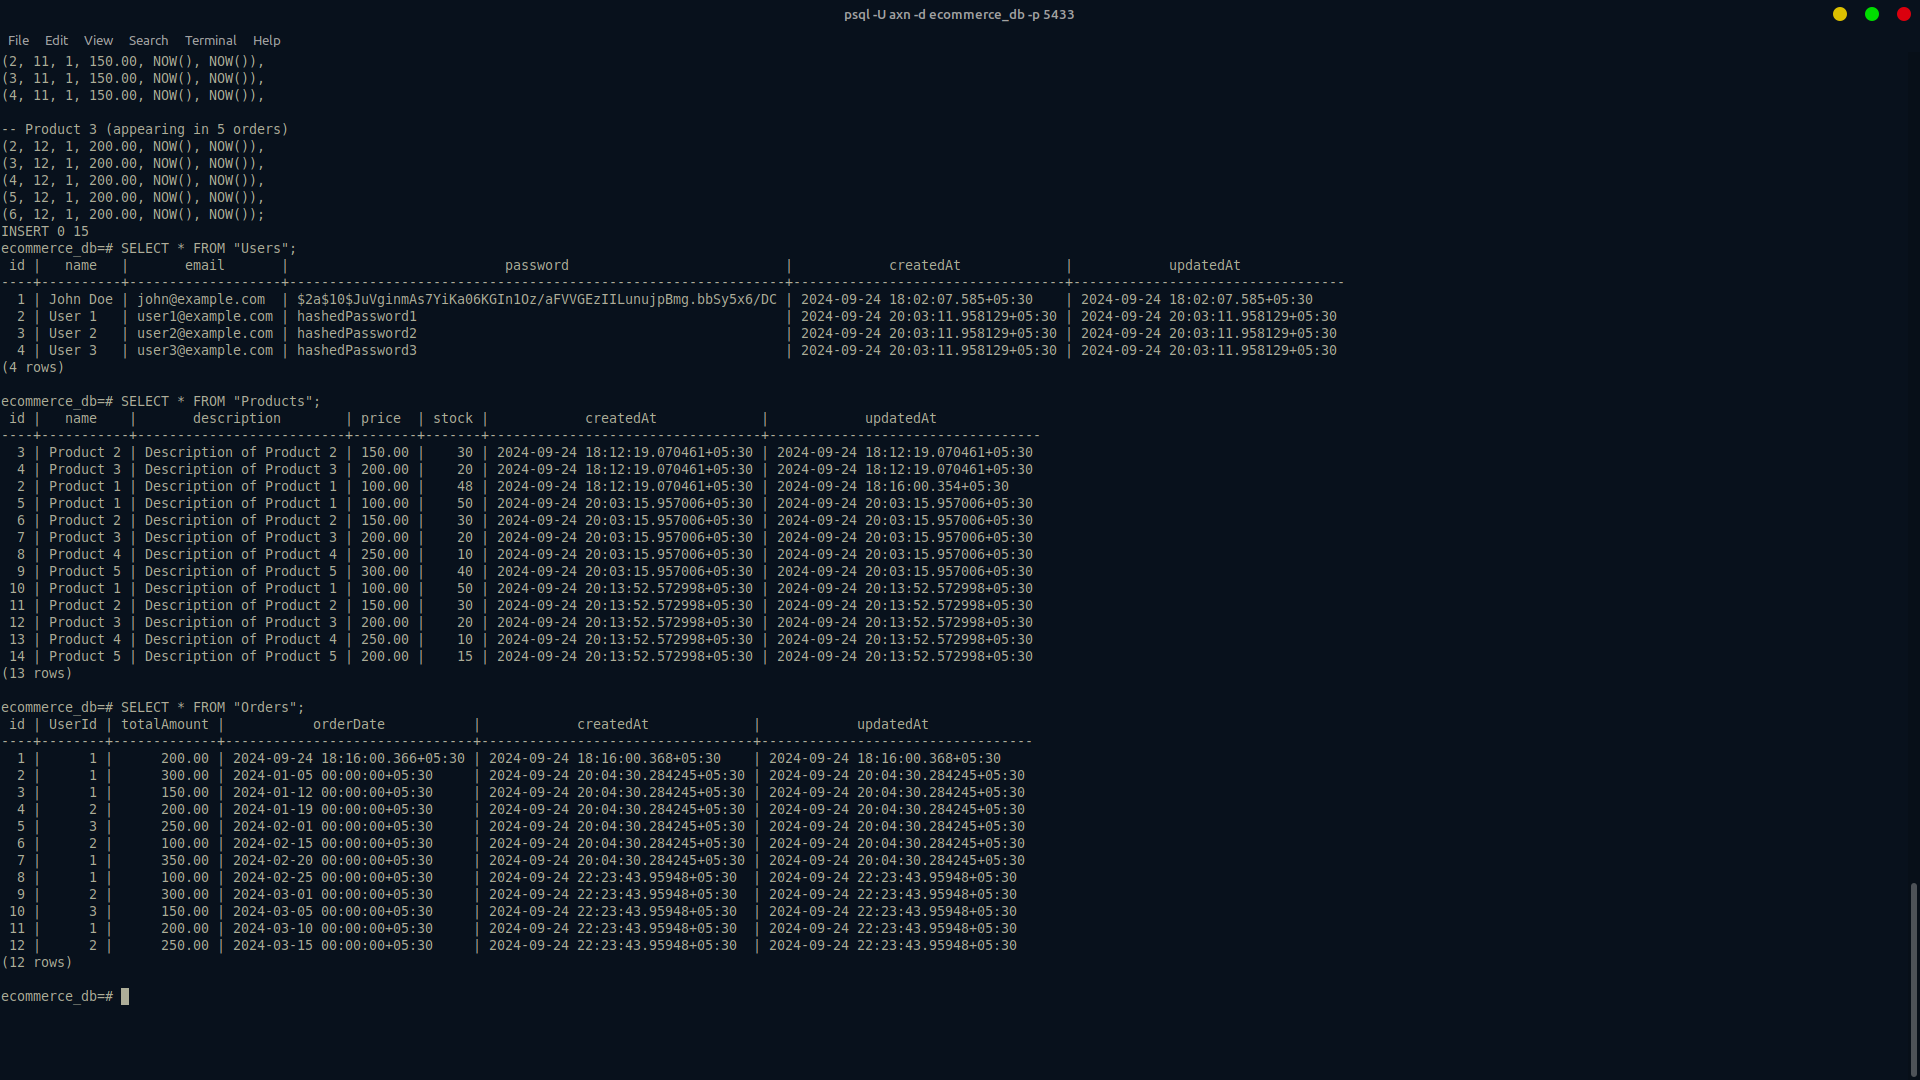 psql -U axn -d ecommerce_db -p 5433
File Edit View Search Terminal Help
(2, 11, 1, 150.00, NOW(), NOW()),
(3, 11, 1, 150.00, NOW(), NOW()),
(4, 11, 1, 150.00, NOW(), NOW()),
-- Product 3 (appearing in 5 orders)
(2, 12, 1, 200.00, NOW(), NOW()),
(3, 12, 1, 200.00, NOW(), NOW()),
(4, 12, 1, 200.00, NOW(), NOW()),
(5, 12, 1, 200.00, NOW(), NOW()),
(6, 12, 1, 200.00, NOW(), NOW());
INSERT 0 15
ecommerce_db=# SELECT * FROM "Users";
 id |   name   |       email       |                           password                           |            createdAt             |            updatedAt
----+----------+-------------------+--------------------------------------------------------------+----------------------------------+----------------------------------
  1 | John Doe | john@example.com  | $2a$10$JuVginmAs7YiKa06KGIn1Oz/aFVVGEzIILunujpBmg.bbSy5x6/DC | 2024-09-24 18:02:07.585+05:30    | 2024-09-24 18:02:07.585+05:30
  2 | User 1   | user1@example.com | hashedPassword1                                              | 2024-09-24 20:03:11.958129+05:30 | 2024-09-24 20:03:11.958129+05:30
  3 | User 2   | user2@example.com | hashedPassword2                                              | 2024-09-24 20:03:11.958129+05:30 | 2024-09-24 20:03:11.958129+05:30
  4 | User 3   | user3@example.com | hashedPassword3                                              | 2024-09-24 20:03:11.958129+05:30 | 2024-09-24 20:03:11.958129+05:30
(4 rows)
ecommerce_db=# SELECT * FROM "Products";
 id |   name    |       description        | price  | stock |            createdAt             |            updatedAt
----+-----------+--------------------------+--------+-------+----------------------------------+----------------------------------
  3 | Product 2 | Description of Product 2 | 150.00 |    30 | 2024-09-24 18:12:19.070461+05:30 | 2024-09-24 18:12:19.070461+05:30
  4 | Product 3 | Description of Product 3 | 200.00 |    20 | 2024-09-24 18:12:19.070461+05:30 | 2024-09-24 18:12:19.070461+05:30
  2 | Product 1 | Description of Product 1 | 100.00 |    48 | 2024-09-24 18:12:19.070461+05:30 | 2024-09-24 18:16:00.354+05:30
  5 | Product 1 | Description of Product 1 | 100.00 |    50 | 2024-09-24 20:03:15.957006+05:30 | 2024-09-24 20:03:15.957006+05:30
  6 | Product 2 | Description of Product 2 | 150.00 |    30 | 2024-09-24 20:03:15.957006+05:30 | 2024-09-24 20:03:15.957006+05:30
  7 | Product 3 | Description of Product 3 | 200.00 |    20 | 2024-09-24 20:03:15.957006+05:30 | 2024-09-24 20:03:15.957006+05:30
  8 | Product 4 | Description of Product 4 | 250.00 |    10 | 2024-09-24 20:03:15.957006+05:30 | 2024-09-24 20:03:15.957006+05:30
  9 | Product 5 | Description of Product 5 | 300.00 |    40 | 2024-09-24 20:03:15.957006+05:30 | 2024-09-24 20:03:15.957006+05:30
 10 | Product 1 | Description of Product 1 | 100.00 |    50 | 2024-09-24 20:13:52.572998+05:30 | 2024-09-24 20:13:52.572998+05:30
 11 | Product 2 | Description of Product 2 | 150.00 |    30 | 2024-09-24 20:13:52.572998+05:30 | 2024-09-24 20:13:52.572998+05:30
 12 | Product 3 | Description of Product 3 | 200.00 |    20 | 2024-09-24 20:13:52.572998+05:30 | 2024-09-24 20:13:52.572998+05:30
 13 | Product 4 | Description of Product 4 | 250.00 |    10 | 2024-09-24 20:13:52.572998+05:30 | 2024-09-24 20:13:52.572998+05:30
 14 | Product 5 | Description of Product 5 | 200.00 |    15 | 2024-09-24 20:13:52.572998+05:30 | 2024-09-24 20:13:52.572998+05:30
(13 rows)
ecommerce_db=# SELECT * FROM "Orders";
 id | UserId | totalAmount |           orderDate           |            createdAt             |            updatedAt
----+--------+-------------+-------------------------------+----------------------------------+----------------------------------
  1 |      1 |      200.00 | 2024-09-24 18:16:00.366+05:30 | 2024-09-24 18:16:00.368+05:30    | 2024-09-24 18:16:00.368+05:30
  2 |      1 |      300.00 | 2024-01-05 00:00:00+05:30     | 2024-09-24 20:04:30.284245+05:30 | 2024-09-24 20:04:30.284245+05:30
  3 |      1 |      150.00 | 2024-01-12 00:00:00+05:30     | 2024-09-24 20:04:30.284245+05:30 | 2024-09-24 20:04:30.284245+05:30
  4 |      2 |      200.00 | 2024-01-19 00:00:00+05:30     | 2024-09-24 20:04:30.284245+05:30 | 2024-09-24 20:04:30.284245+05:30
  5 |      3 |      250.00 | 2024-02-01 00:00:00+05:30     | 2024-09-24 20:04:30.284245+05:30 | 2024-09-24 20:04:30.284245+05:30
  6 |      2 |      100.00 | 2024-02-15 00:00:00+05:30     | 2024-09-24 20:04:30.284245+05:30 | 2024-09-24 20:04:30.284245+05:30
  7 |      1 |      350.00 | 2024-02-20 00:00:00+05:30     | 2024-09-24 20:04:30.284245+05:30 | 2024-09-24 20:04:30.284245+05:30
  8 |      1 |      100.00 | 2024-02-25 00:00:00+05:30     | 2024-09-24 22:23:43.95948+05:30  | 2024-09-24 22:23:43.95948+05:30
  9 |      2 |      300.00 | 2024-03-01 00:00:00+05:30     | 2024-09-24 22:23:43.95948+05:30  | 2024-09-24 22:23:43.95948+05:30
 10 |      3 |      150.00 | 2024-03-05 00:00:00+05:30     | 2024-09-24 22:23:43.95948+05:30  | 2024-09-24 22:23:43.95948+05:30
 11 |      1 |      200.00 | 2024-03-10 00:00:00+05:30     | 2024-09-24 22:23:43.95948+05:30  | 2024-09-24 22:23:43.95948+05:30
 12 |      2 |      250.00 | 2024-03-15 00:00:00+05:30     | 2024-09-24 22:23:43.95948+05:30  | 2024-09-24 22:23:43.95948+05:30
(12 rows)
ecommerce_db=#